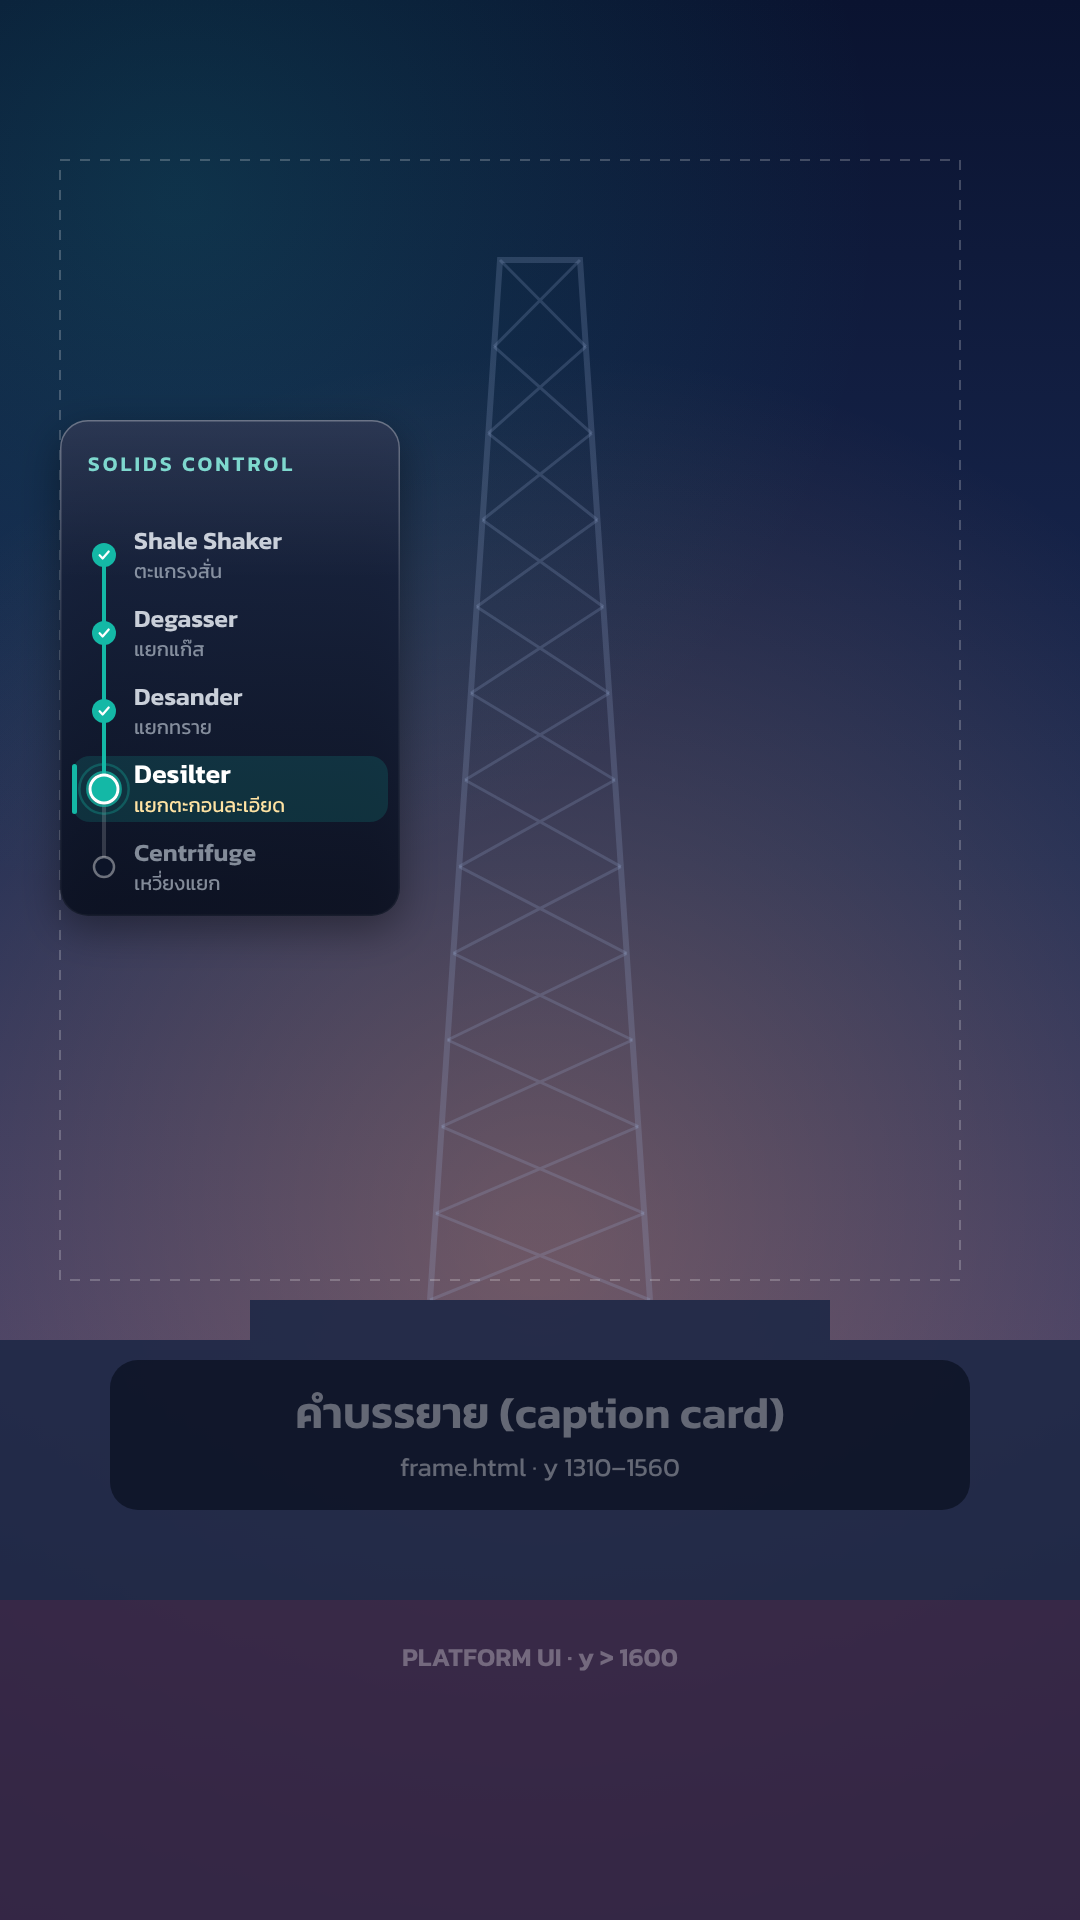 SOLIDS CONTROL
Shale Shaker
ตะแกรงสั่น
Degasser
แยกแก๊ส
Desander
แยกทราย
Desilter
แยกตะกอนละเอียด
Centrifuge
เหวี่ยงแยก
คำบรรยาย (caption card)
frame.html · y 1310–1560
PLATFORM UI · y > 1600